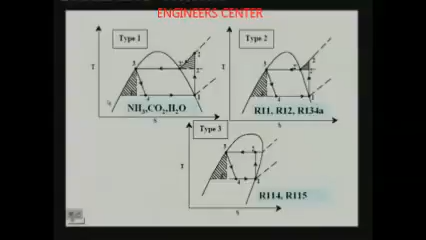 ENGINEERS CENTER
Type 1
Type 2
T
T
NH3,CO2,H2O
R11, R12, R134a
Type 3
T
R114, R115